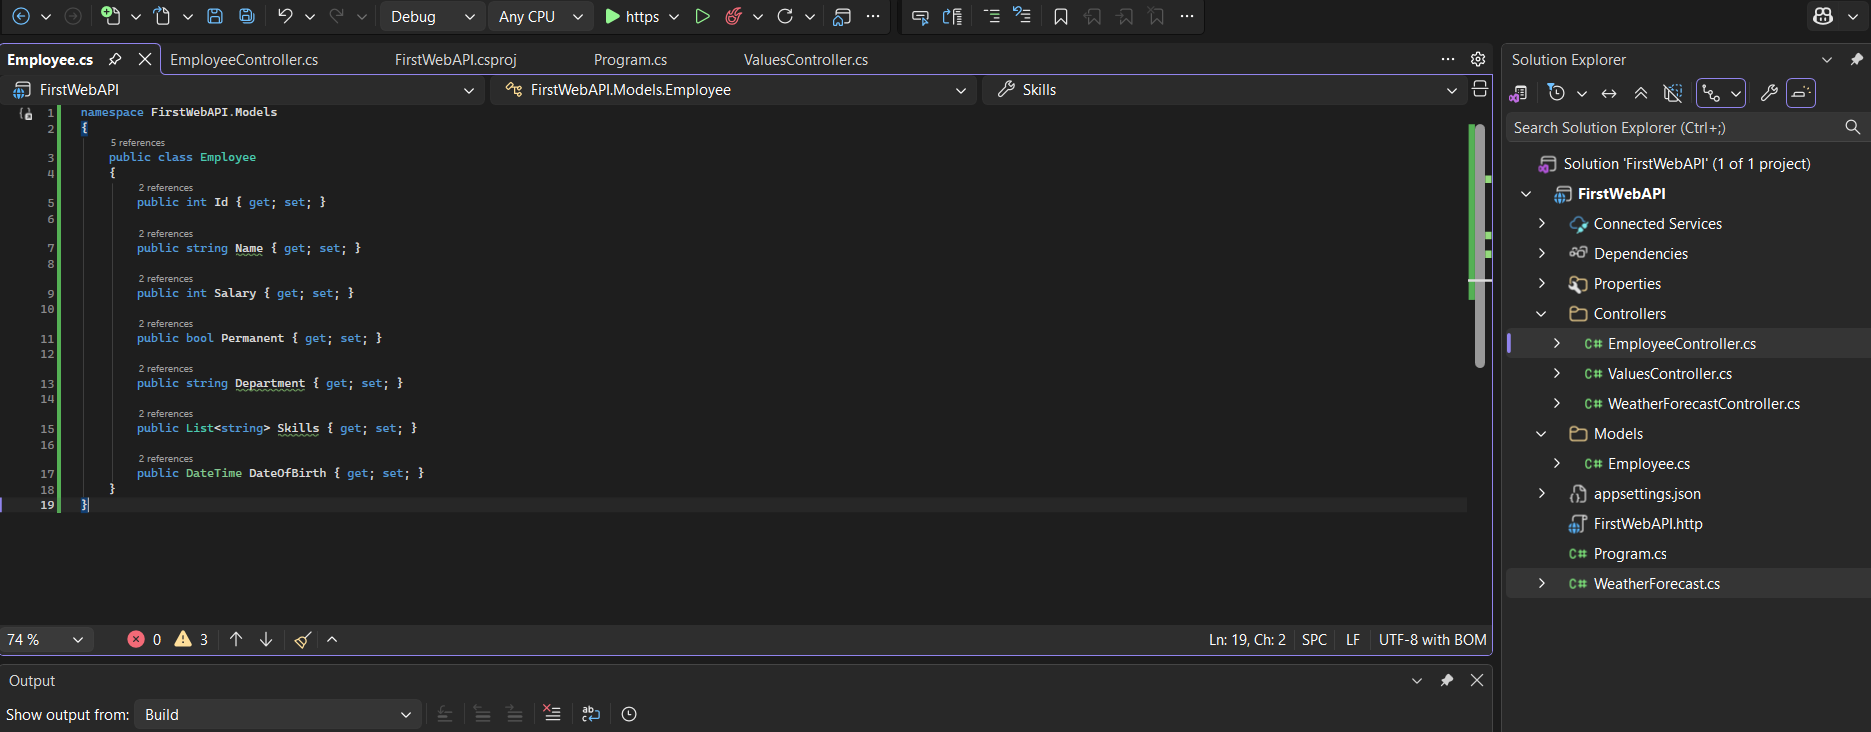 Debug Any CPU https
Employee.cs EmployeeController.cs FirstWebAPI.csproj Program.cs ValuesController.cs
FirstWebAPI FirstWebAPI.Models.Employee Skills
1 namespace FirstWebAPI.Models
2 {
5 references
3 public class Employee
4 {
2 references
5 public int Id { get; set; }
6
2 references
7 public string Name { get; set; }
8
2 references
9 public int Salary { get; set; }
10
2 references
11 public bool Permanent { get; set; }
12
2 references
13 public string Department { get; set; }
14
2 references
15 public List<string> Skills { get; set; }
16
2 references
17 public DateTime DateOfBirth { get; set; }
18 }
19 }
74 % 0 3 Ln: 19, Ch: 2 SPC LF UTF-8 with BOM
Output
Show output from: Build
Solution Explorer
Search Solution Explorer (Ctrl+;)
Solution 'FirstWebAPI' (1 of 1 project)
FirstWebAPI
Connected Services
Dependencies
Properties
Controllers
C# EmployeeController.cs
C# ValuesController.cs
C# WeatherForecastController.cs
Models
C# Employee.cs
appsettings.json
FirstWebAPI.http
C# Program.cs
C# WeatherForecast.cs